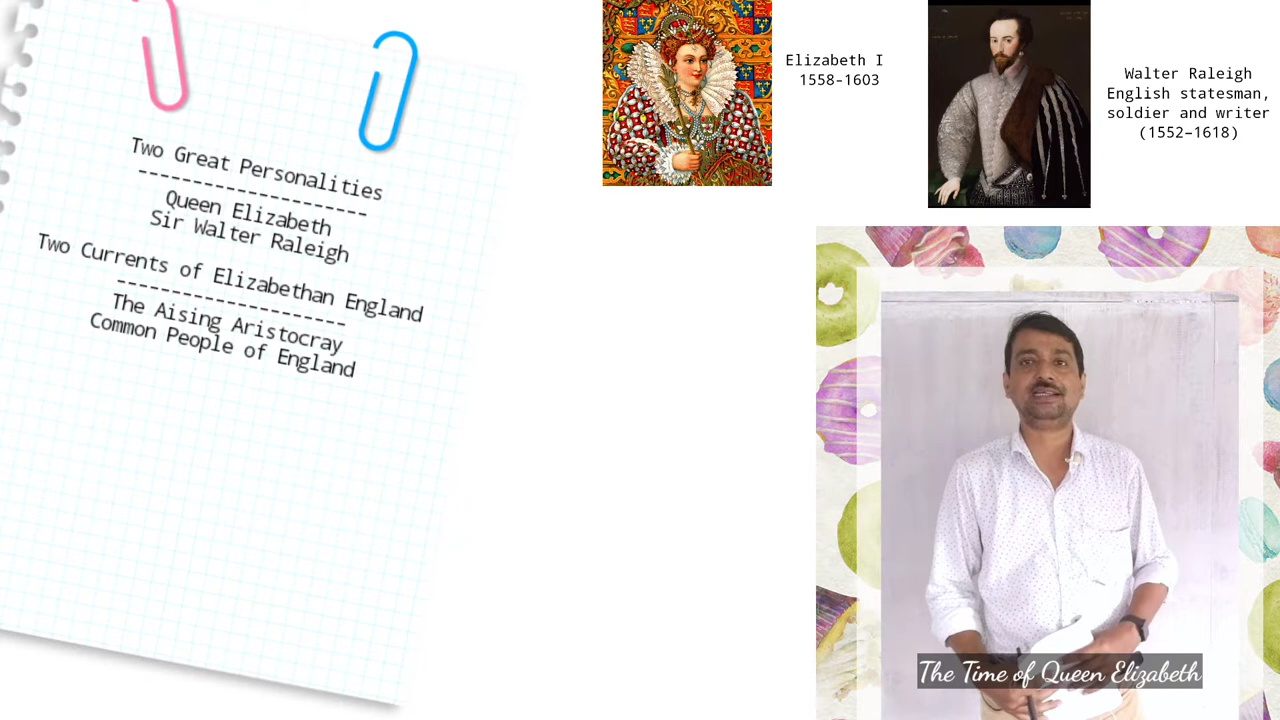 Two Great Personalities
---------------------
Queen Elizabeth
Sir Walter Raleigh
Two Currents of Elizabethan England
---------------------
The Aising Aristocray
Common People of England
Elizabeth I
1558-1603
Walter Raleigh
English statesman,
soldier and writer
(1552–1618)
The Time of Queen Elizabeth